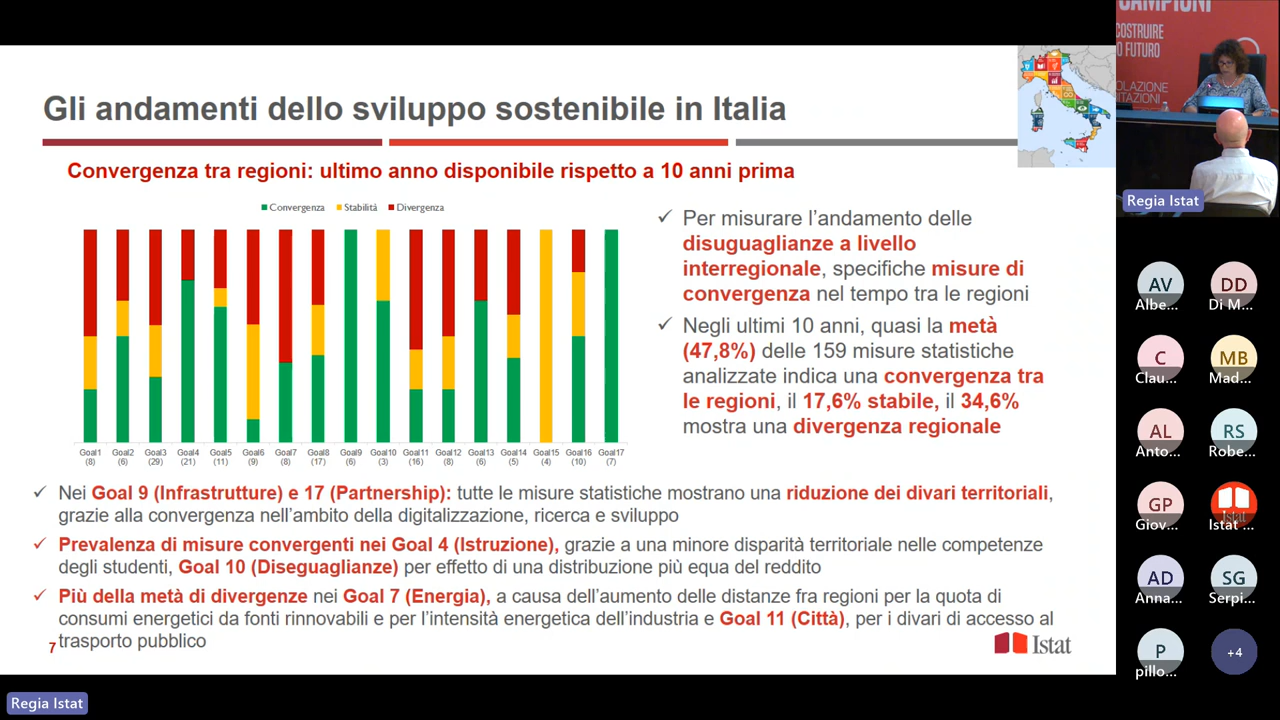 Gli andamenti dello sviluppo sostenibile in Italia
Convergenza tra regioni: ultimo anno disponibile rispetto a 10 anni prima
Convergenza Stabilità Divergenza
Goal1 Goal2 Goal3 Goal4 Goal5 Goal6 Goal7 Goal8 Goal9 Goal10 Goal11 Goal12 Goal13 Goal14 Goal15 Goal16 Goal17
(8) (6) (29) (21) (11) (9) (8) (17) (6) (3) (16) (8) (6) (5) (4) (10) (7)
✓ Per misurare l’andamento delle
disuguaglianze a livello
interregionale, specifiche misure di
convergenza nel tempo tra le regioni
✓ Negli ultimi 10 anni, quasi la metà
(47,8%) delle 159 misure statistiche
analizzate indica una convergenza tra
le regioni, il 17,6% stabile, il 34,6%
mostra una divergenza regionale
✓ Nei Goal 9 (Infrastrutture) e 17 (Partnership): tutte le misure statistiche mostrano una riduzione dei divari territoriali,
grazie alla convergenza nell’ambito della digitalizzazione, ricerca e sviluppo
✓ Prevalenza di misure convergenti nei Goal 4 (Istruzione), grazie a una minore disparità territoriale nelle competenze
degli studenti, Goal 10 (Diseguaglianze) per effetto di una distribuzione più equa del reddito
✓ Più della metà di divergenze nei Goal 7 (Energia), a causa dell’aumento delle distanze fra regioni per la quota di
consumi energetici da fonti rinnovabili e per l’intensità energetica dell’industria e Goal 11 (Città), per i divari di accesso al
trasporto pubblico
7
Istat
Regia Istat
CAMPIONI
COSTRUIRE
O FUTURO
OLAZIONE
ITAZIONI
Regia Istat
AV DD
Albe... Di M...
C MB
Clau... Mad...
AL RS
Anto... Robe...
GP
Giov... Istat ...
AD SG
Anna... Serpi...
P +4
pillo...